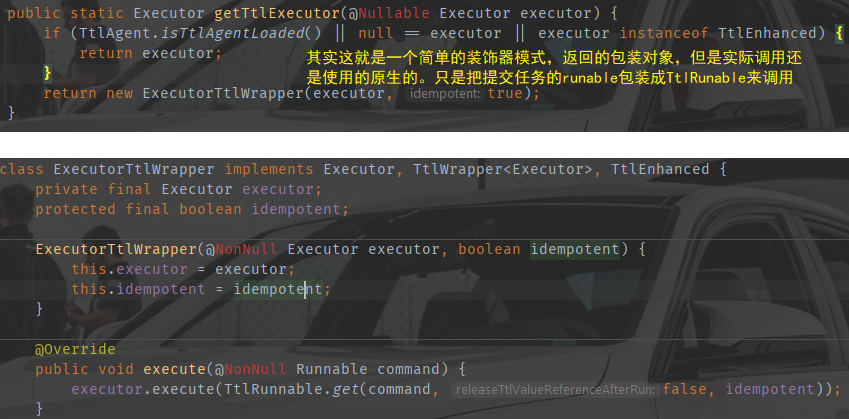 public static Executor getTtlExecutor(@Nullable Executor executor) {
if (TtlAgent.isTtlAgentLoaded() || null == executor || executor instanceof TtlEnhanced) {
return executor;
其实这就是一个简单的装饰器模式，返回的包装对象，但是实际调用还
是使用的原生的。只是把提交任务的runable包装成TtlRunable来调用
}
return new ExecutorTtlWrapper(executor, idempotent: true);
}
class ExecutorTtlWrapper implements Executor, TtlWrapper<Executor>, TtlEnhanced {
private final Executor executor;
protected final boolean idempotent;
ExecutorTtlWrapper(@NonNull Executor executor, boolean idempotent) {
this.executor = executor;
this.idempotent = idempotent;
}
@Override
public void execute(@NonNull Runnable command) {
executor.execute(TtlRunnable.get(command, releaseTtlValueReferenceAfterRun: false, idempotent));
}